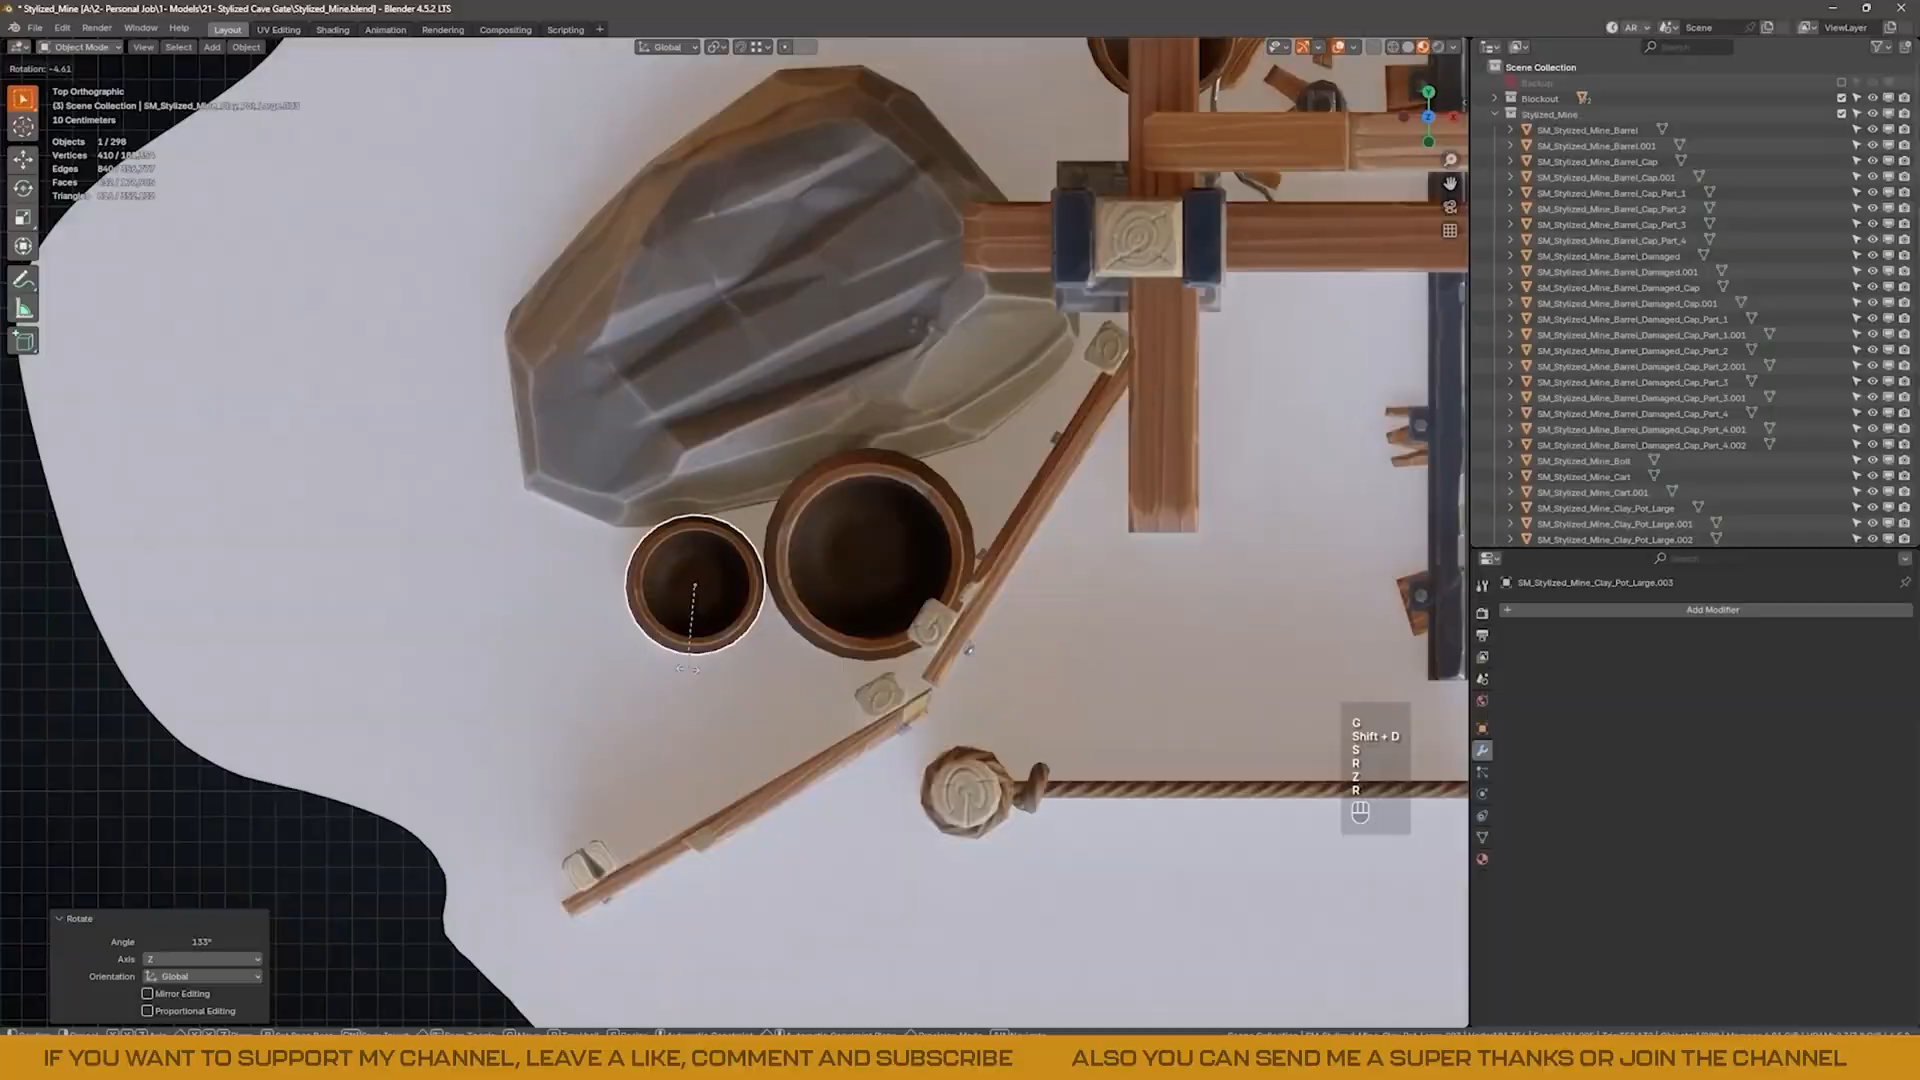 * Stylized_Mine [A:\2- Personal Job\1- Models\21- Stylized Cave Gate\Stylized_Mine.blend] - Blender 4.5.2 LTS
File Edit Render Window Help Layout UV Editing Shading Animation Rendering Compositing Scripting +
AR Scene ViewLayer
Object Mode View Select Add Object
Global
Rotation: -4.61
Top Orthographic
(3) Scene Collection | SM_Stylized_Mine_Clay_Pot_Large.003
10 Centimeters
Objects 1 / 298
Vertices 410 /
Edges
Faces
Triangles
G
Shift + D
S
R
Z
R
Rotate
Angle 133°
Axis Z
Orientation Global
Mirror Editing
Proportional Editing
Search
Scene Collection
Backup
Blockout
Stylized_Mine
SM_Stylized_Mine_Barrel
SM_Stylized_Mine_Barrel.001
SM_Stylized_Mine_Barrel_Cap
SM_Stylized_Mine_Barrel_Cap.001
SM_Stylized_Mine_Barrel_Cap_Part_1
SM_Stylized_Mine_Barrel_Cap_Part_2
SM_Stylized_Mine_Barrel_Cap_Part_3
SM_Stylized_Mine_Barrel_Cap_Part_4
SM_Stylized_Mine_Barrel_Damaged
SM_Stylized_Mine_Barrel_Damaged.001
SM_Stylized_Mine_Barrel_Damaged_Cap
SM_Stylized_Mine_Barrel_Damaged_Cap.001
SM_Stylized_Mine_Barrel_Damaged_Cap_Part_1
SM_Stylized_Mine_Barrel_Damaged_Cap_Part_1.001
SM_Stylized_Mine_Barrel_Damaged_Cap_Part_2
SM_Stylized_Mine_Barrel_Damaged_Cap_Part_2.001
SM_Stylized_Mine_Barrel_Damaged_Cap_Part_3
SM_Stylized_Mine_Barrel_Damaged_Cap_Part_3.001
SM_Stylized_Mine_Barrel_Damaged_Cap_Part_4
SM_Stylized_Mine_Barrel_Damaged_Cap_Part_4.001
SM_Stylized_Mine_Barrel_Damaged_Cap_Part_4.002
SM_Stylized_Mine_Bolt
SM_Stylized_Mine_Cart
SM_Stylized_Mine_Cart.001
SM_Stylized_Mine_Clay_Pot_Large
SM_Stylized_Mine_Clay_Pot_Large.001
SM_Stylized_Mine_Clay_Pot_Large.002
Search
SM_Stylized_Mine_Clay_Pot_Large.003
+ Add Modifier
IF YOU WANT TO SUPPORT MY CHANNEL, LEAVE A LIKE, COMMENT AND SUBSCRIBE
ALSO YOU CAN SEND ME A SUPER THANKS OR JOIN THE CHANNEL